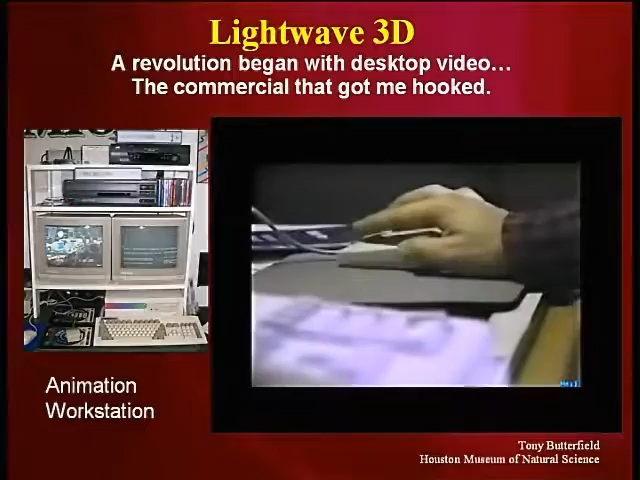 Lightwave 3D
A revolution began with desktop video...
The commercial that got me hooked.
Animation
Workstation
Tony Butterfield
Houston Museum of Natural Science